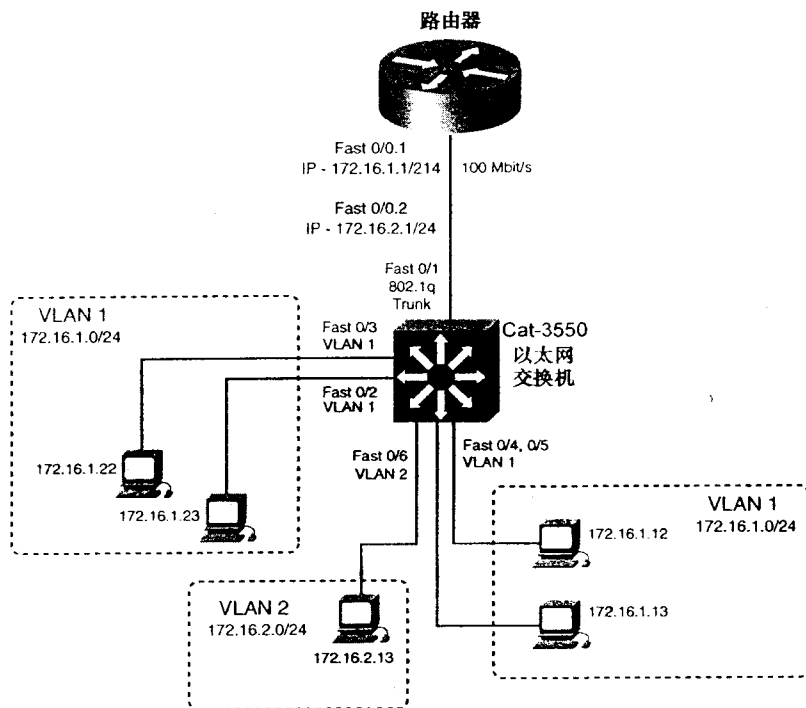 路由器
Fast 0/0.1
IP - 172.16.1.1/214
100 Mbit/s
Fast 0/0.2
IP - 172.16.2.1/24
Fast 0/1
802.1q
Trunk
VLAN 1
172.16.1.0/24
Fast 0/3
VLAN 1
Cat-3550
以太网
交换机
Fast 0/2
VLAN 1
172.16.1.22
172.16.1.23
Fast 0/6
VLAN 2
Fast 0/4, 0/5
VLAN 1
VLAN 1
172.16.1.0/24
172.16.1.12
172.16.1.13
VLAN 2
172.16.2.0/24
172.16.2.13